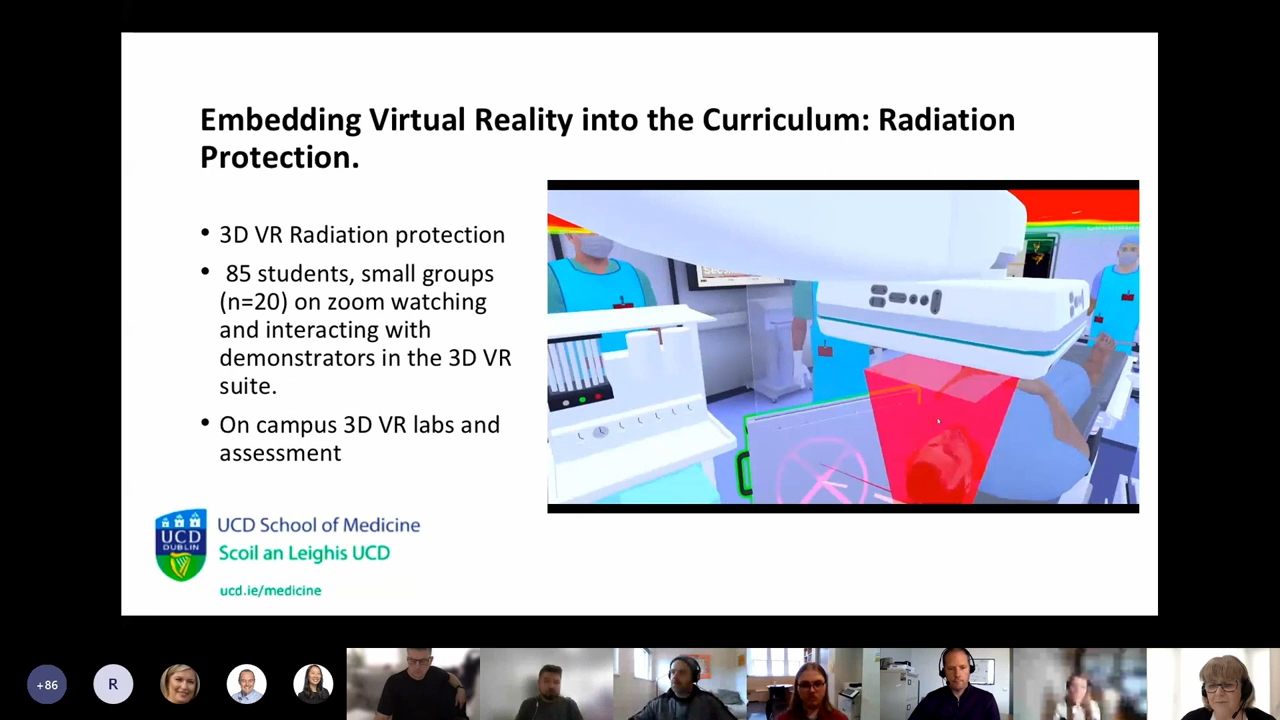 Embedding Virtual Reality into the Curriculum: Radiation
Protection.
• 3D VR Radiation protection
• 85 students, small groups
(n=20) on zoom watching
and interacting with
demonstrators in the 3D VR
suite.
• On campus 3D VR labs and
assessment
UCD
DUBLIN
UCD School of Medicine
Scoil an Leighis UCD
ucd.ie/medicine
+86
R